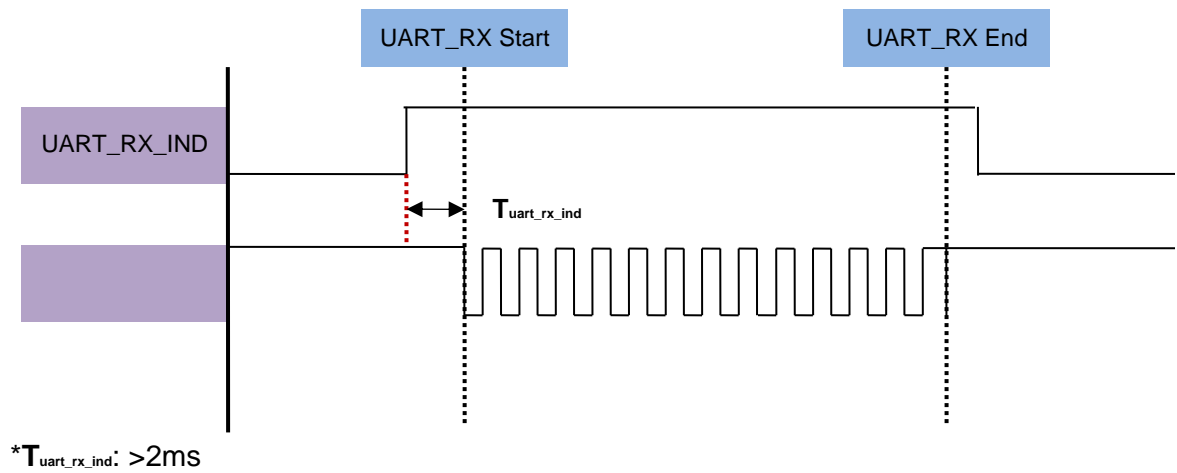 UART_RX Start
UART_RX End
UART_RX_IND
Tuart_rx_ind
*Tuart_rx_ind: >2ms